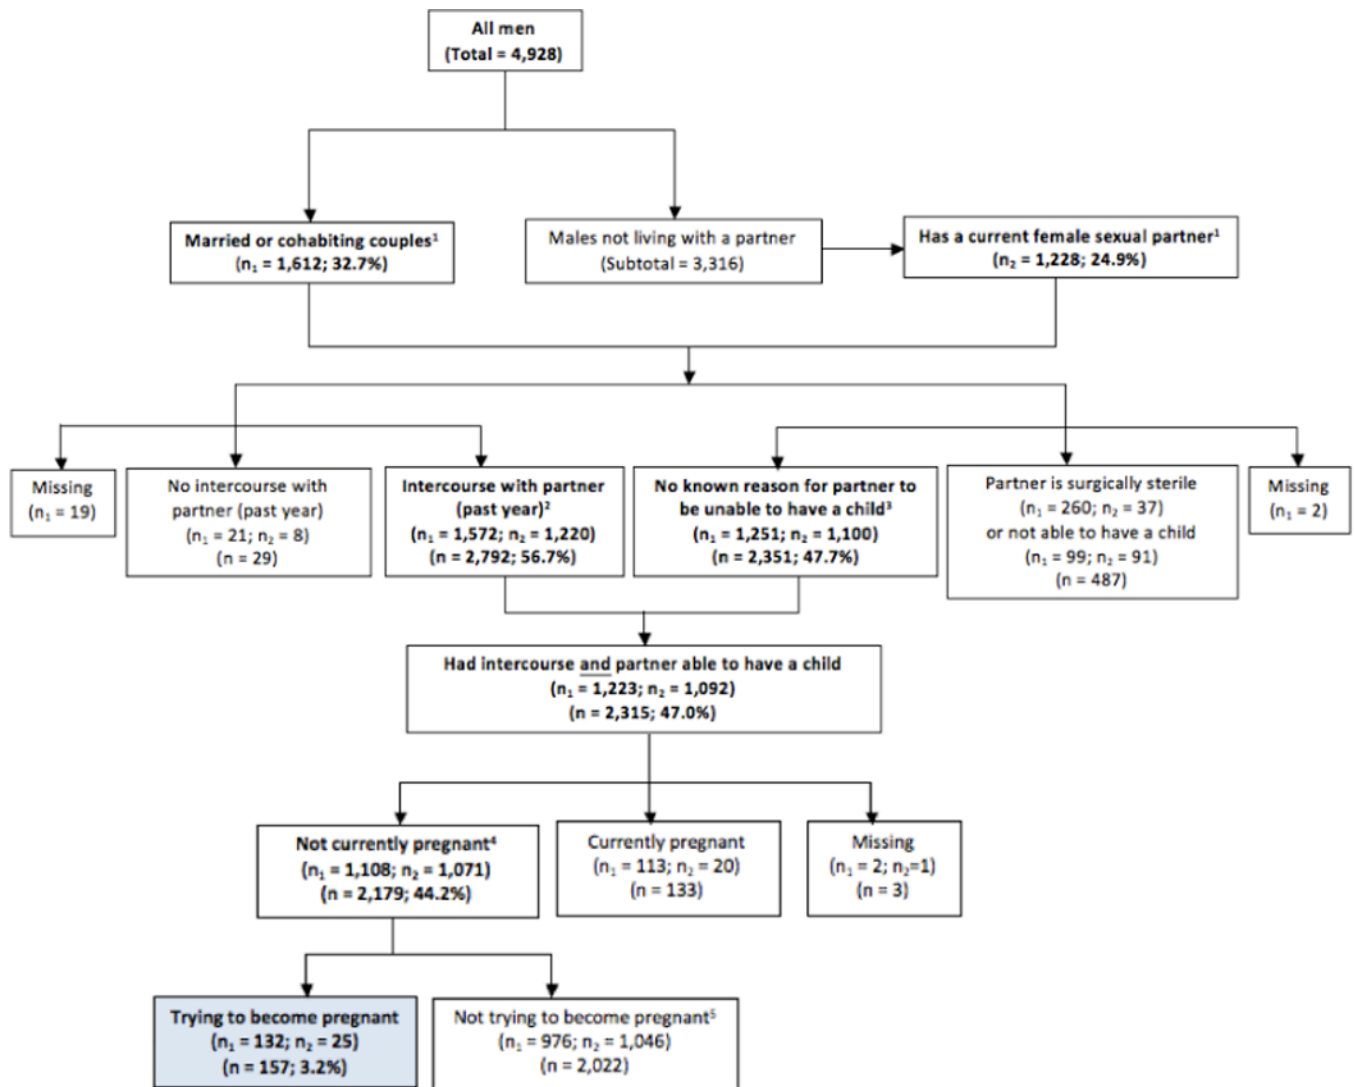 All men
(Total = 4,928)
Married or cohabiting couples¹
(n₁ = 1,612; 32.7%)
Males not living with a partner
(Subtotal = 3,316)
Has a current female sexual partner¹
(n₂ = 1,228; 24.9%)
Missing
(n₁ = 19)
No intercourse with
partner (past year)
(n₁ = 21; n₂ = 8)
(n = 29)
Intercourse with partner
(past year)²
(n₁ = 1,572; n₂ = 1,220)
(n = 2,792; 56.7%)
No known reason for partner to
be unable to have a child³
(n₁ = 1,251; n₂ = 1,100)
(n = 2,351; 47.7%)
Partner is surgically sterile
(n₁ = 260; n₂ = 37)
or not able to have a child
(n₁ = 99; n₂ = 91)
(n = 487)
Missing
(n₁ = 2)
Had intercourse and partner able to have a child
(n₁ = 1,223; n₂ = 1,092)
(n = 2,315; 47.0%)
Not currently pregnant⁴
(n₁ = 1,108; n₂ = 1,071)
(n = 2,179; 44.2%)
Currently pregnant
(n₁ = 113; n₂ = 20)
(n = 133)
Missing
(n₁ = 2; n₂=1)
(n = 3)
Trying to become pregnant
(n₁ = 132; n₂ = 25)
(n = 157; 3.2%)
Not trying to become pregnant⁵
(n₁ = 976; n₂ = 1,046)
(n = 2,022)